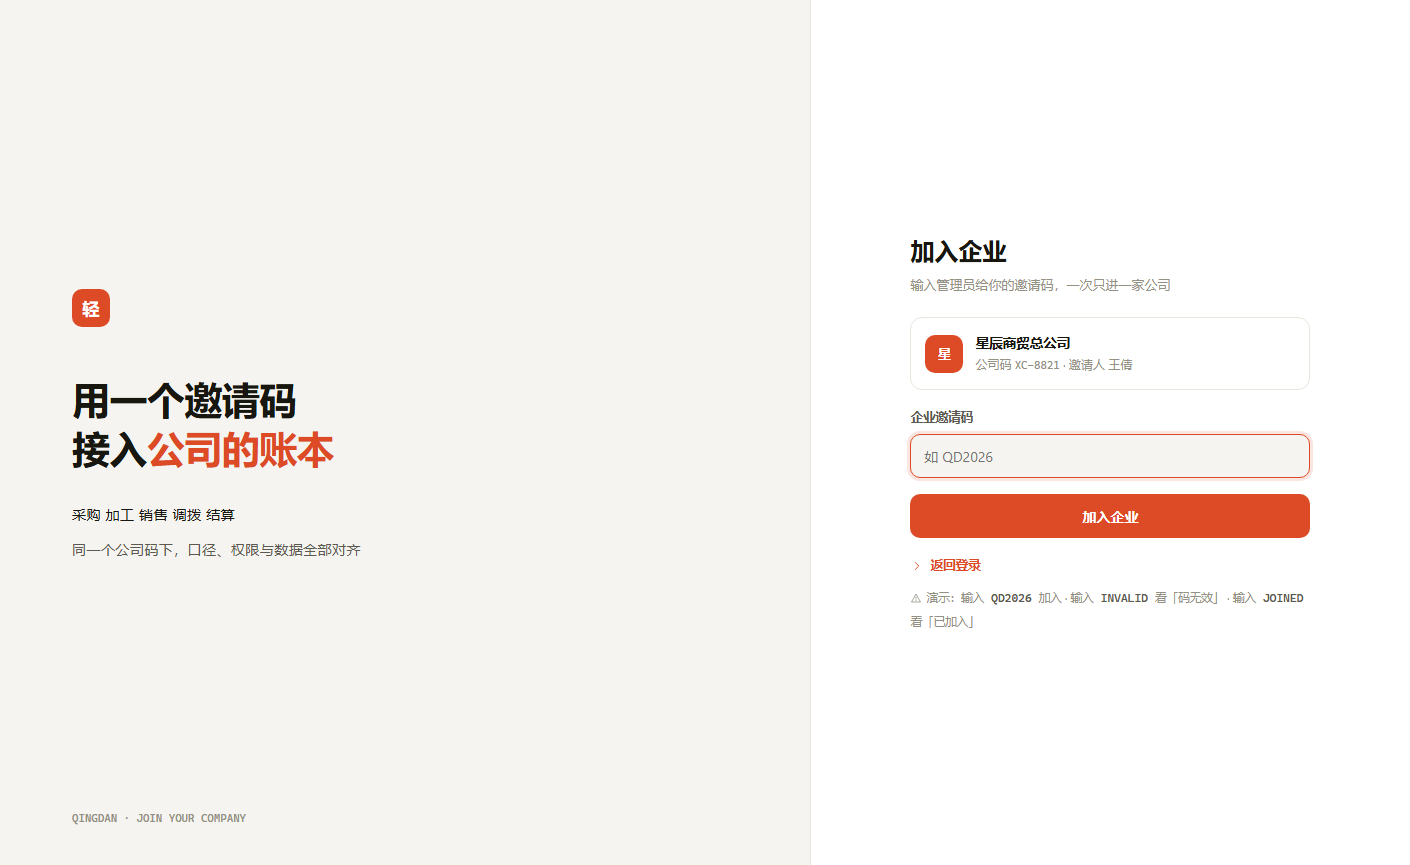 轻
用一个邀请码
接入公司的账本
采购 加工 销售 调拨 结算
同一个公司码下，口径、权限与数据全部对齐
QINGDAN · JOIN YOUR COMPANY
加入企业
输入管理员给你的邀请码，一次只进一家公司
星
星辰商贸总公司
公司码 XC-8821 · 邀请人 王倩
企业邀请码
如 QD2026
加入企业
返回登录
演示：输入 QD2026 加入 · 输入 INVALID 看「码无效」 · 输入 JOINED
看「已加入」